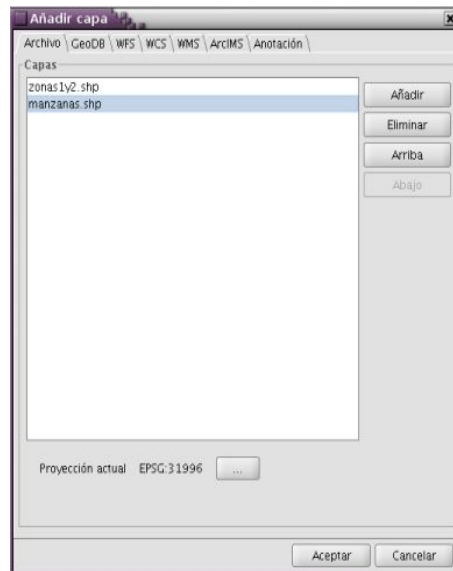 Añadir capa
Archivo GeoDB WFS WCS WMS ArcIMS Anotación
Capas
zonas1y2.shp
manzanas.shp
Añadir
Eliminar
Arriba
Abajo
Proyección actual EPSG:31996 ...
Aceptar Cancelar